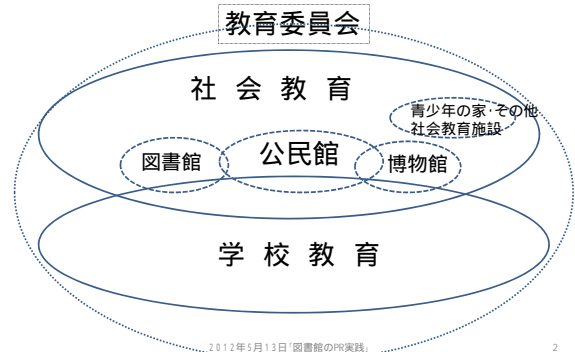 教育委員会
社会教育
青少年の家・その他
社会教育施設
図書館
公民館
博物館
学校教育
2012年5月13日「図書館のPR実践」
2